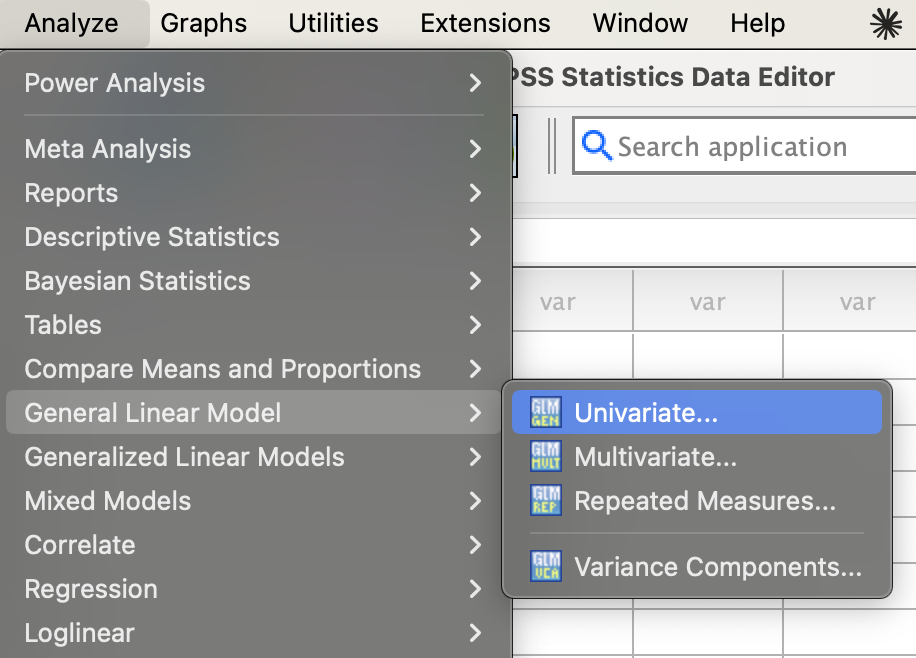 Analyze Graphs Utilities Extensions Window Help
Power Analysis
PSS Statistics Data Editor
Meta Analysis
Search application
Reports
Descriptive Statistics
Bayesian Statistics
Tables
var var var
Compare Means and Proportions
General Linear Model
Generalized Linear Models
Mixed Models
Correlate
Regression
Loglinear
GLM GEN Univariate...
GLM MULT Multivariate...
GLM REP Repeated Measures...
GLM VCA Variance Components...